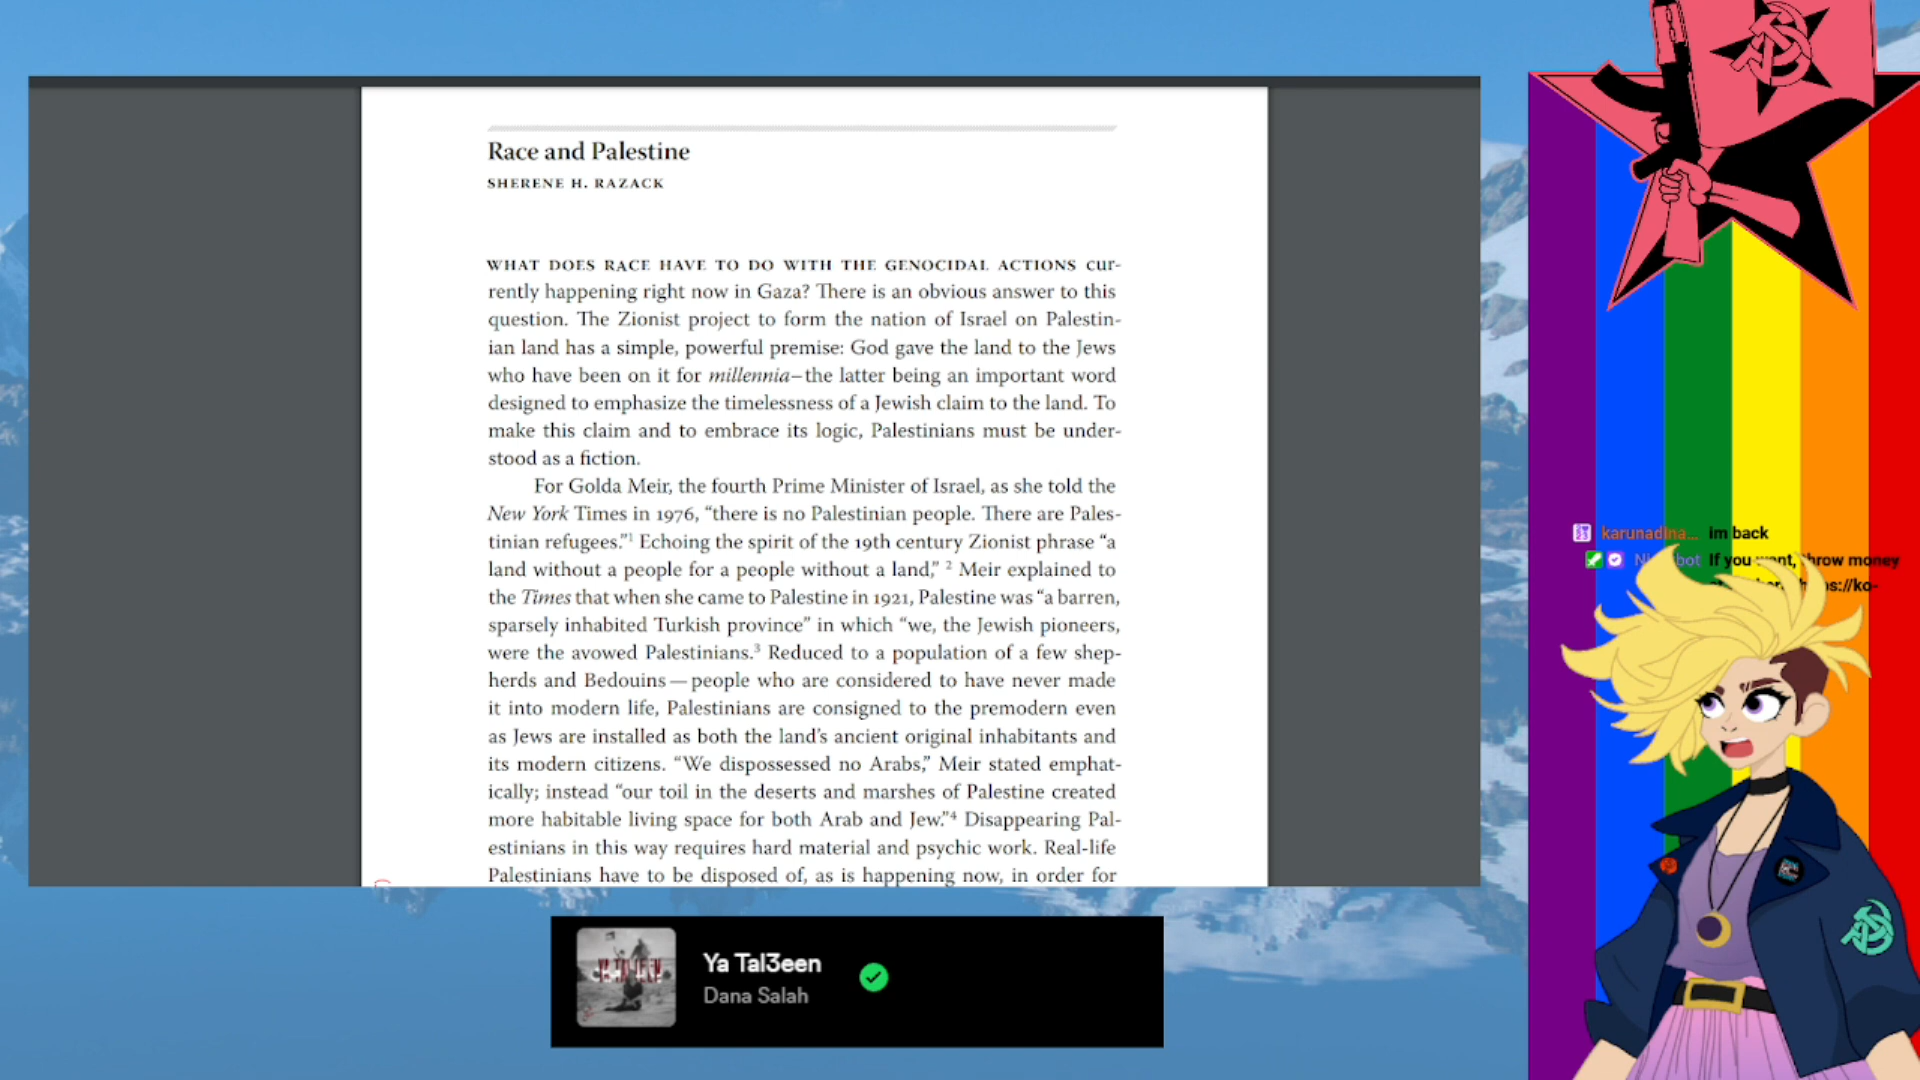 Race and Palestine
SHERENE H. RAZACK
WHAT DOES RACE HAVE TO DO WITH THE GENOCIDAL ACTIONS cur-
rently happening right now in Gaza? There is an obvious answer to this
question. The Zionist project to form the nation of Israel on Palestin-
ian land has a simple, powerful premise: God gave the land to the Jews
who have been on it for millennia–the latter being an important word
designed to emphasize the timelessness of a Jewish claim to the land. To
make this claim and to embrace its logic, Palestinians must be under-
stood as a fiction.
For Golda Meir, the fourth Prime Minister of Israel, as she told the
New York Times in 1976, “there is no Palestinian people. There are Pales-
tinian refugees.”1 Echoing the spirit of the 19th century Zionist phrase “a
land without a people for a people without a land,” 2 Meir explained to
the Times that when she came to Palestine in 1921, Palestine was “a barren,
sparsely inhabited Turkish province” in which “we, the Jewish pioneers,
were the avowed Palestinians.3 Reduced to a population of a few shep-
herds and Bedouins — people who are considered to have never made
it into modern life, Palestinians are consigned to the premodern even
as Jews are installed as both the land’s ancient original inhabitants and
its modern citizens. “We dispossessed no Arabs,” Meir stated emphat-
ically; instead “our toil in the deserts and marshes of Palestine created
more habitable living space for both Arab and Jew.”4 Disappearing Pal-
estinians in this way requires hard material and psychic work. Real-life
Palestinians have to be disposed of, as is happening now, in order for
karunadina... im back
If you want, throw money
Ya Tal3een
Dana Salah